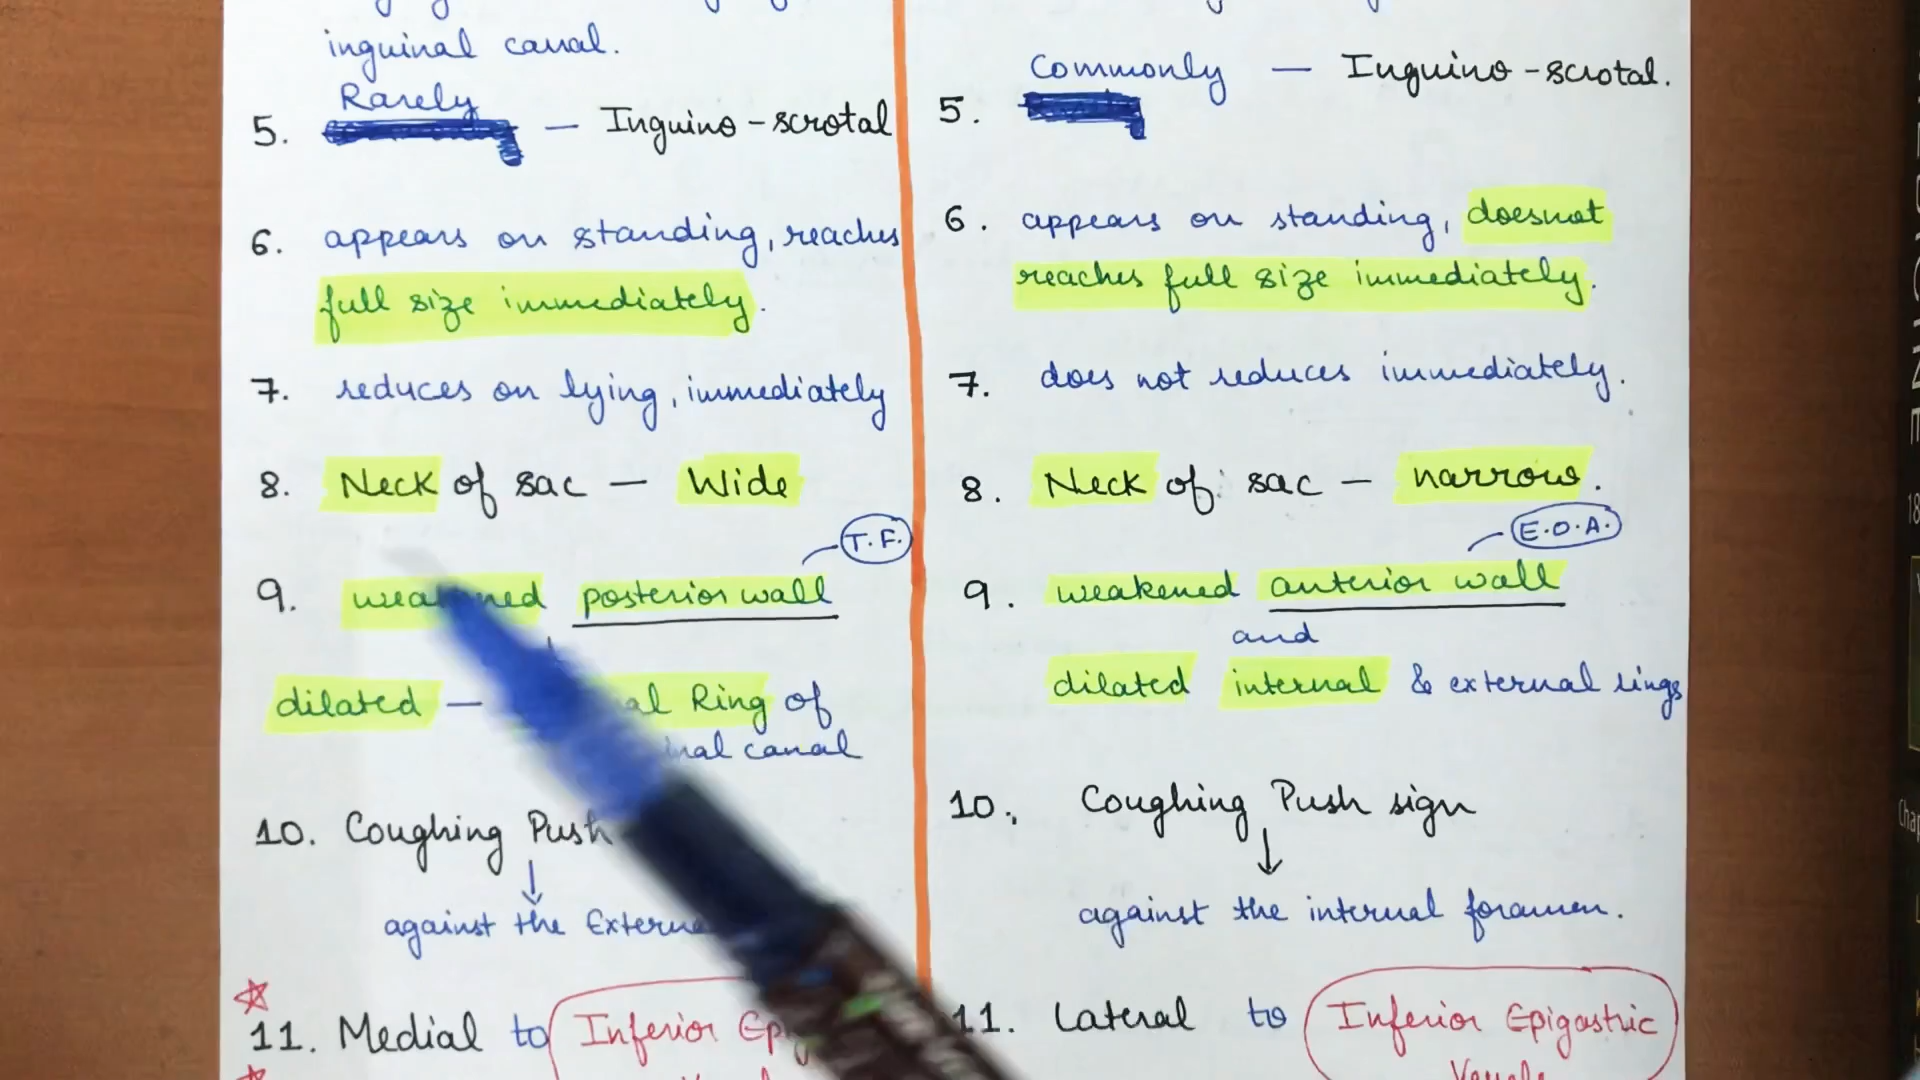 inguinal canal.
Rarely
5. — Inguino-scrotal
6. appears on standing, reaches
full size immediately.
7. reduces on lying, immediately
8. Neck of sac — Wide
T.F.
9. weakened posterior wall
dilated — Ring of
canal
10. Coughing Push
against the
11. Medial to Inferior
Commonly — Inguino-scrotal.
5.
6. appears on standing, doesnot
reaches full size immediately.
7. does not reduces immediately.
8. Neck of sac — narrow.
E.O.A.
9. weakened anterior wall
and
dilated internal & external rings
10. Coughing Push sign
↓
against the internal foramen.
11. Lateral to Inferior Epigastric